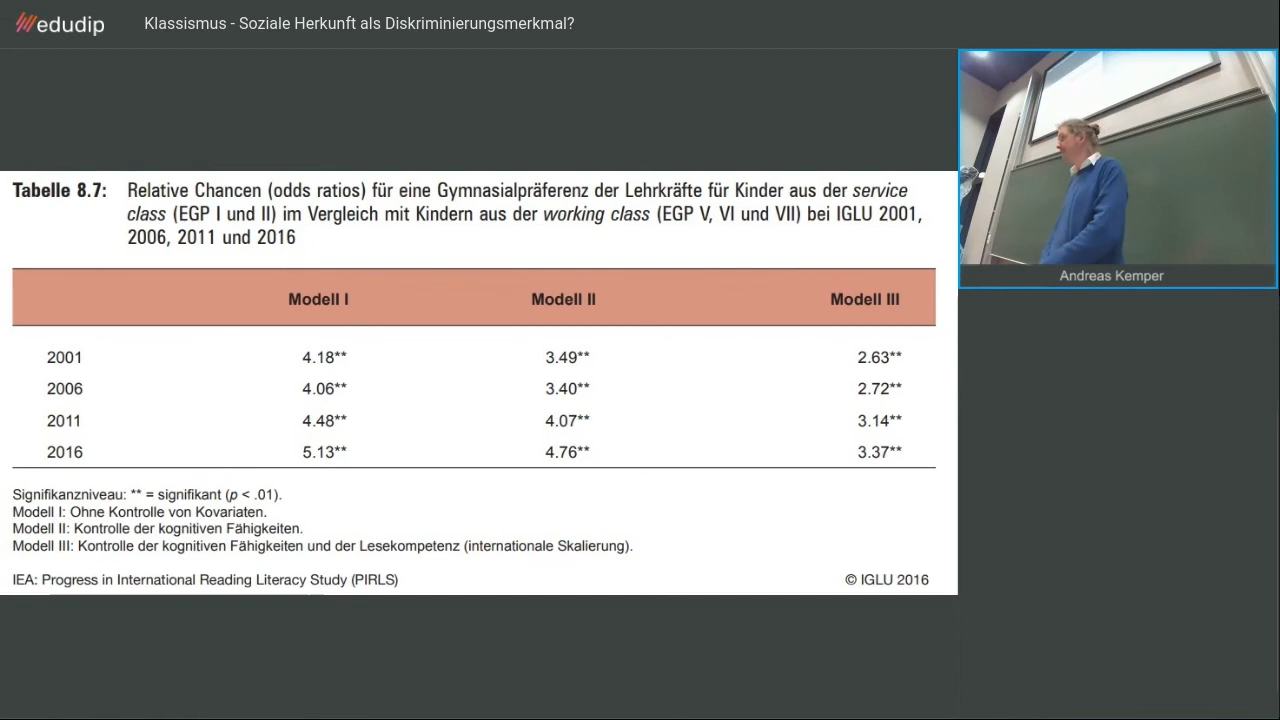 edudip
Klassismus - Soziale Herkunft als Diskriminierungsmerkmal?
Tabelle 8.7: Relative Chancen (odds ratios) für eine Gymnasialpräferenz der Lehrkräfte für Kinder aus der service
class (EGP I und II) im Vergleich mit Kindern aus der working class (EGP V, VI und VII) bei IGLU 2001,
2006, 2011 und 2016
Modell I Modell II Modell III
2001 4.18** 3.49** 2.63**
2006 4.06** 3.40** 2.72**
2011 4.48** 4.07** 3.14**
2016 5.13** 4.76** 3.37**
Signifikanzniveau: ** = signifikant (p < .01).
Modell I: Ohne Kontrolle von Kovariaten.
Modell II: Kontrolle der kognitiven Fähigkeiten.
Modell III: Kontrolle der kognitiven Fähigkeiten und der Lesekompetenz (internationale Skalierung).
IEA: Progress in International Reading Literacy Study (PIRLS) © IGLU 2016
Andreas Kemper